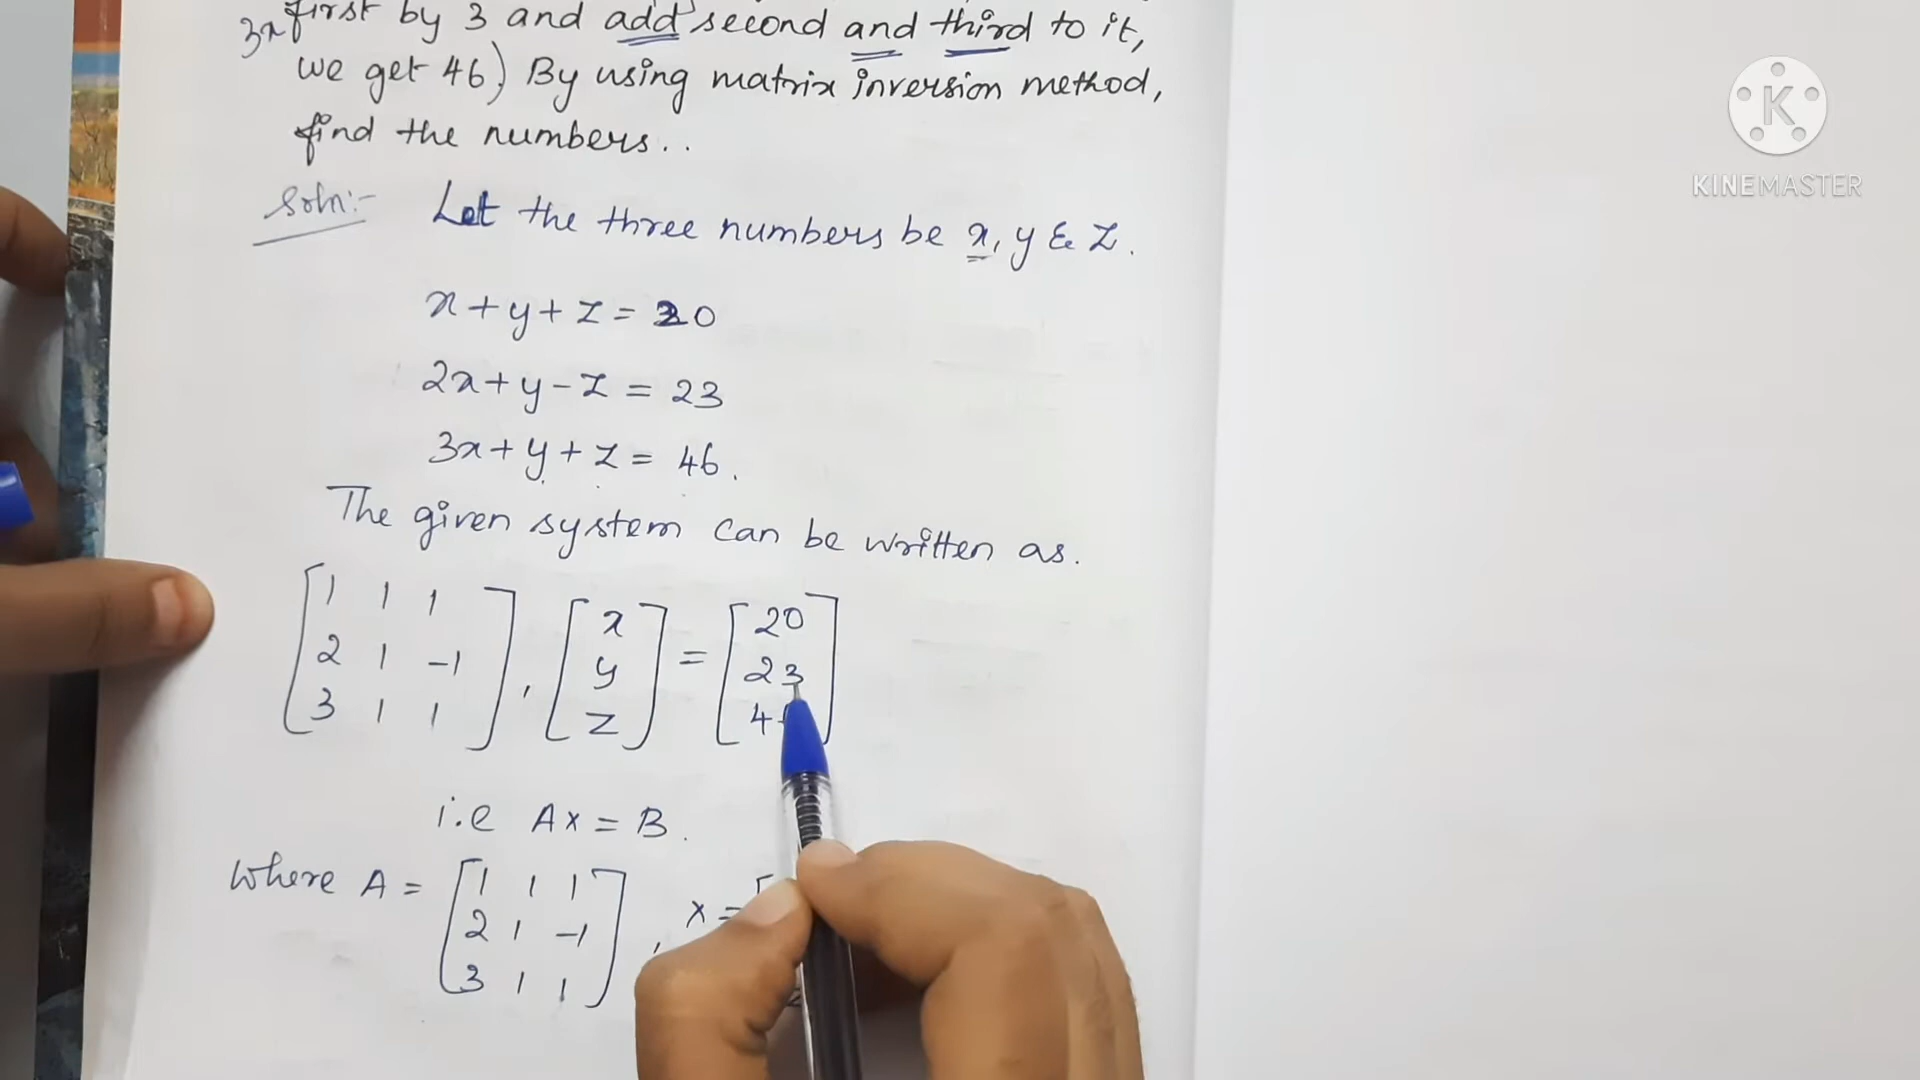 3x first by 3 and add second and third to it,
we get 46) By using matrix inversion method,
find the numbers..
Soln:- Let the three numbers be x, y & z.
x+y+z = 20
2x+y-z = 23
3x+y+z = 46.
The given system can be written as.
[1 1 1 [x [20
2 1 -1 y 23
3 1 1], z] = 4
i.e AX = B.
where A = [1 1 1
2 1 -1
3 1 1], X =
K
KINEMASTER